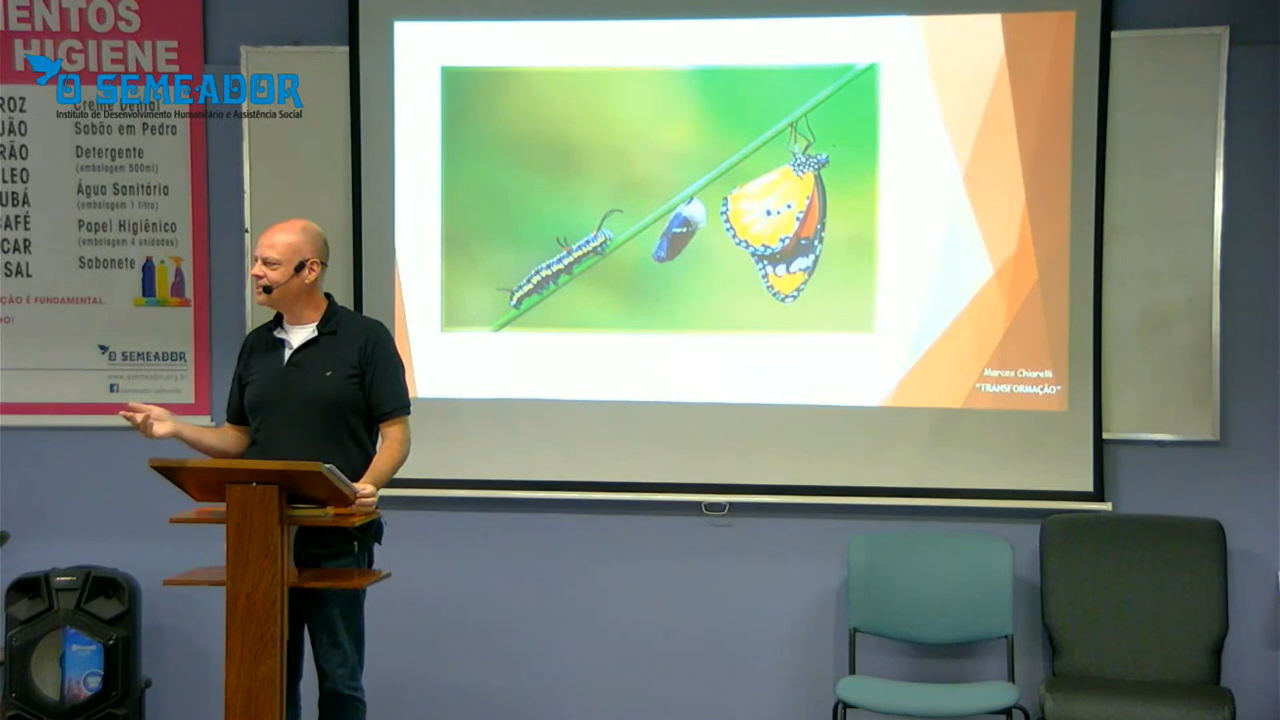 ENTOS
HIGIENE
O SEMEADOR
Instituto de Desenvolvimento Humanitário e Assistência Social
ROZ
JÃO
RÃO
LEO
UBÁ
CAFÉ
CAR
SAL
Creme Dental
Sabão em Pedra
Detergente
(embalagem 500ml)
Água Sanitária
(embalagem 1 litro)
Papel Higiênico
(embalagem 4 unidades)
Sabonete
ÇÃO É FUNDAMENTAL
O SEMEADOR
Marcos Chiarelli
"TRANSFORMAÇÃO"